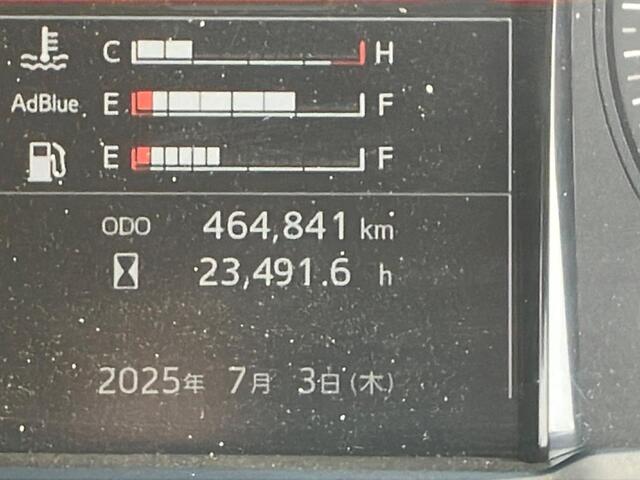 C H
AdBlue E F
E F
ODO 464,841 km
23,491.6 h
2025年 7月 3日(木)